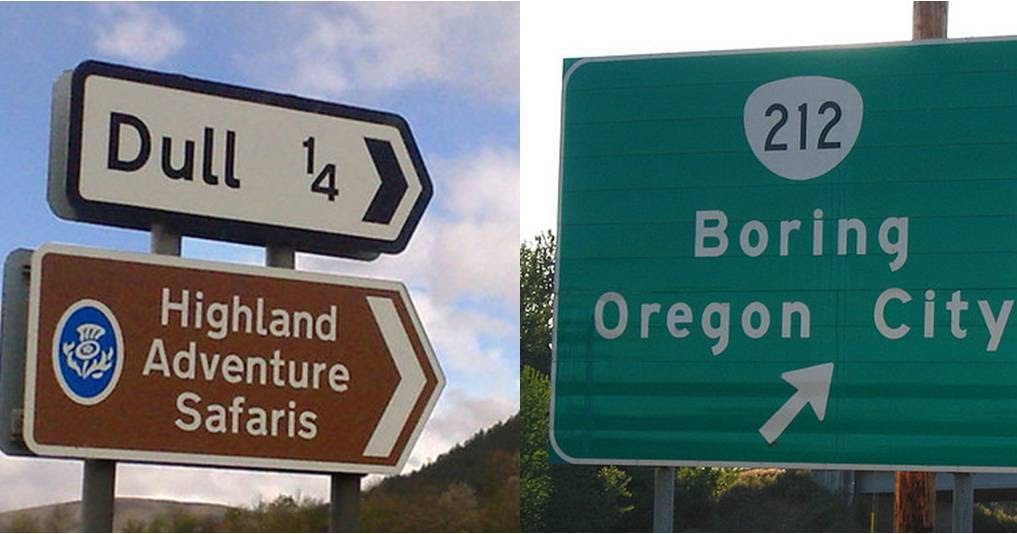 Dull 1/4
Highland
Adventure
Safaris
212
Boring
Oregon City